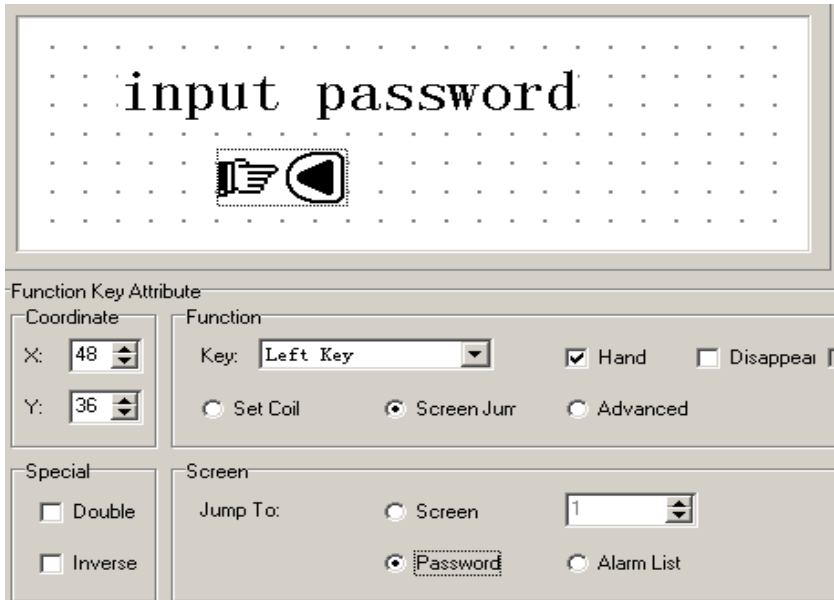 input password
Function Key Attribute
Coordinate
X: 48
Y: 36
Function
Key: Left Key
Hand
Disappear
Set Coil
Screen Jum
Advanced
Special
Double
Inverse
Screen
Jump To:
Screen
1
Password
Alarm List